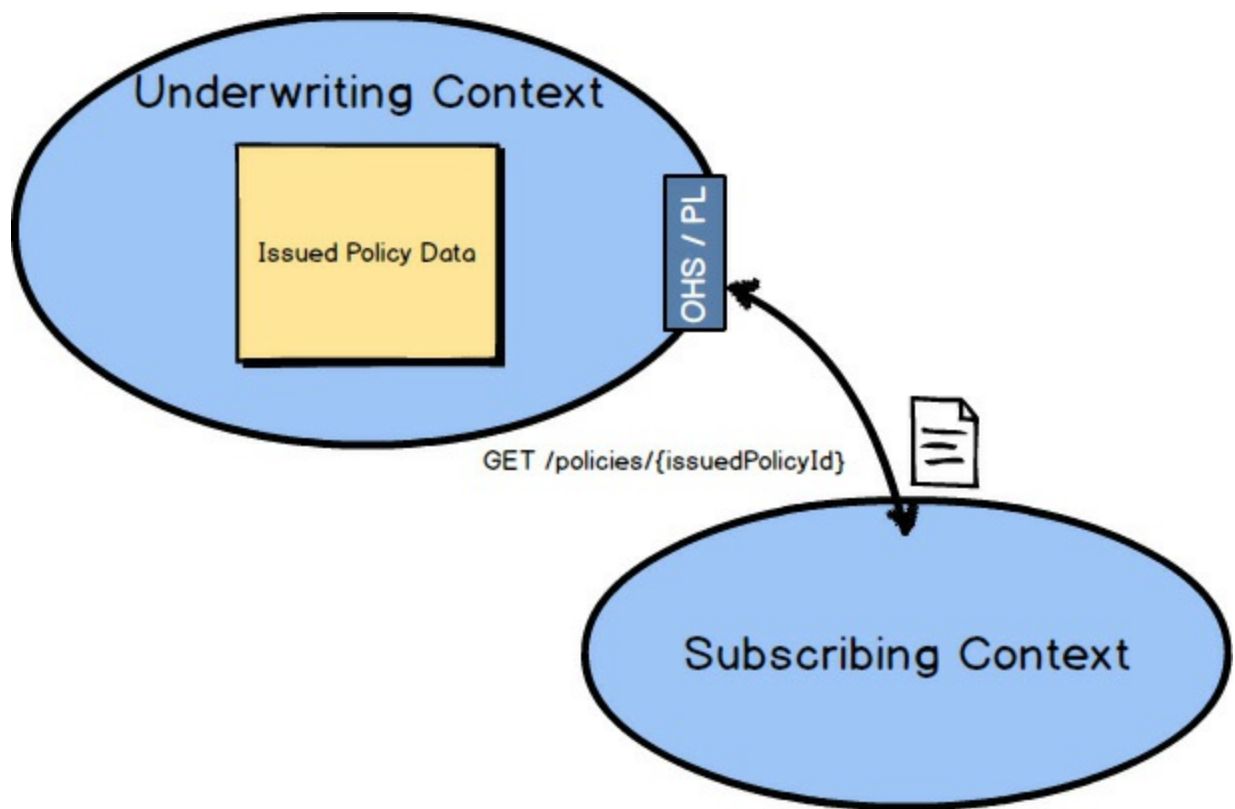 Underwriting Context
Issued Policy Data
OHS / PL
GET /policies/{issuedPolicyId}
Subscribing Context